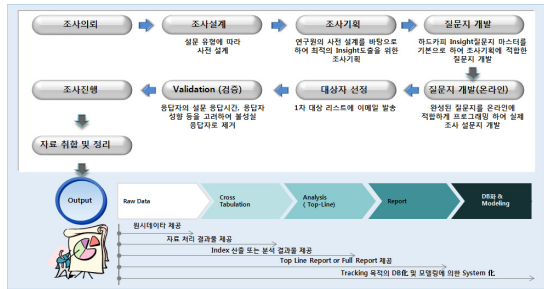 조사의뢰
조사설계
조사기획
질문지 개발
설문 유형에 따라
사전 설계
연구원의 사전 설계를 바탕으로
하여 최적의 Insight도출을 위한
조사기획
하드카피 Insight질문지 마스터를
기본으로 하여 조사기획에 적합한
질문지 개발
조사진행
Validation (검증)
대상자 선정
질문지 개발(온라인)
응답자의 설문 응답시간, 응답자
성향 등을 고려하여 불성실
응답자로 제거
1차 대상 리스트에 이메일 발송
완성된 질문지를 온라인에
적합하게 프로그래밍 하여 실제
조사 설문지 개발
자료 취합 및 정리
Output
Raw Data
Cross
Tabulation
Analysis
( Top-Line)
Report
DB화 &
Modeling
원시데이타 제공
자료 처리 결과물 제공
Index 산출 또는 분석 결과물 제공
Top Line Report or Full Report 제공
Tracking 목적의 DB化 및 모델링에 의한 System 化